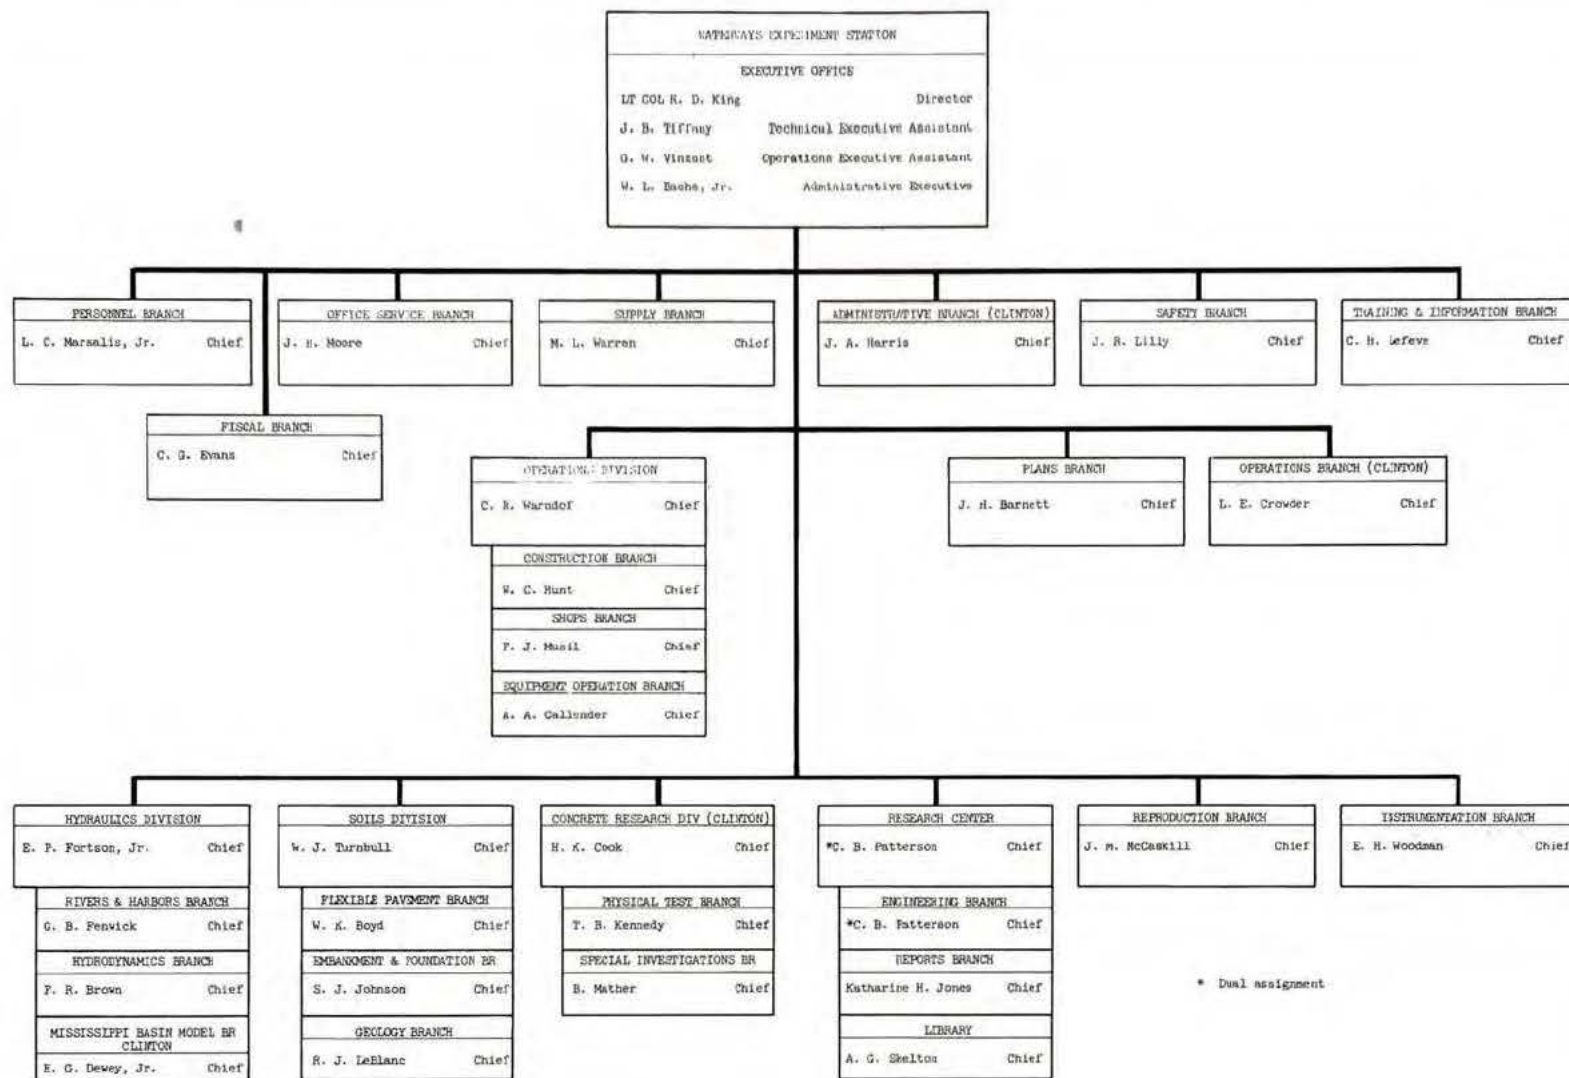 WATERWAYS EXPERIMENT STATION
EXECUTIVE OFFICE
LT COL K. D. King Director
J. B. Tiffany Technical Executive Assistant
G. W. Vinzant Operations Executive Assistant
W. L. Bache, Jr. Administrative Executive
PERSONNEL BRANCH
L. C. Marsalis, Jr. Chief
OFFICE SERVICE BRANCH
J. H. Moore Chief
SUPPLY BRANCH
M. L. Warren Chief
ADMINISTRATIVE BRANCH (CLINTON)
J. A. Harris Chief
SAFETY BRANCH
J. R. Lilly Chief
TRAINING & INFORMATION BRANCH
C. H. Lefeve Chief
FISCAL BRANCH
C. G. Evans Chief
OPERATIONS DIVISION
C. R. Warndof Chief
PLANS BRANCH
J. H. Barnett Chief
OPERATIONS BRANCH (CLINTON)
L. E. Crowder Chief
CONSTRUCTION BRANCH
W. C. Hunt Chief
SHOPS BRANCH
F. J. Musil Chief
EQUIPMENT OPERATION BRANCH
A. A. Callender Chief
HYDRAULICS DIVISION
E. P. Fortson, Jr. Chief
RIVERS & HARBORS BRANCH
G. B. Fenwick Chief
HYDRODYNAMICS BRANCH
F. R. Brown Chief
MISSISSIPPI BASIN MODEL BR
CLINTON
E. G. Dewey, Jr. Chief
SOILS DIVISION
W. J. Turnbull Chief
FLEXIBLE PAVEMENT BRANCH
W. K. Boyd Chief
EMBANKMENT & FOUNDATION BR
S. J. Johnson Chief
GEOLOGY BRANCH
R. J. LeBlanc Chief
CONCRETE RESEARCH DIV (CLINTON)
H. K. Cook Chief
PHYSICAL TEST BRANCH
T. B. Kennedy Chief
SPECIAL INVESTIGATIONS BR
B. Mather Chief
RESEARCH CENTER
*C. B. Patterson Chief
ENGINEERING BRANCH
*C. B. Patterson Chief
REPORTS BRANCH
Katharine H. Jones Chief
LIBRARY
A. G. Skelton Chief
REPRODUCTION BRANCH
J. M. McCaskill Chief
INSTRUMENTATION BRANCH
E. H. Woodman Chief
* Dual assignment